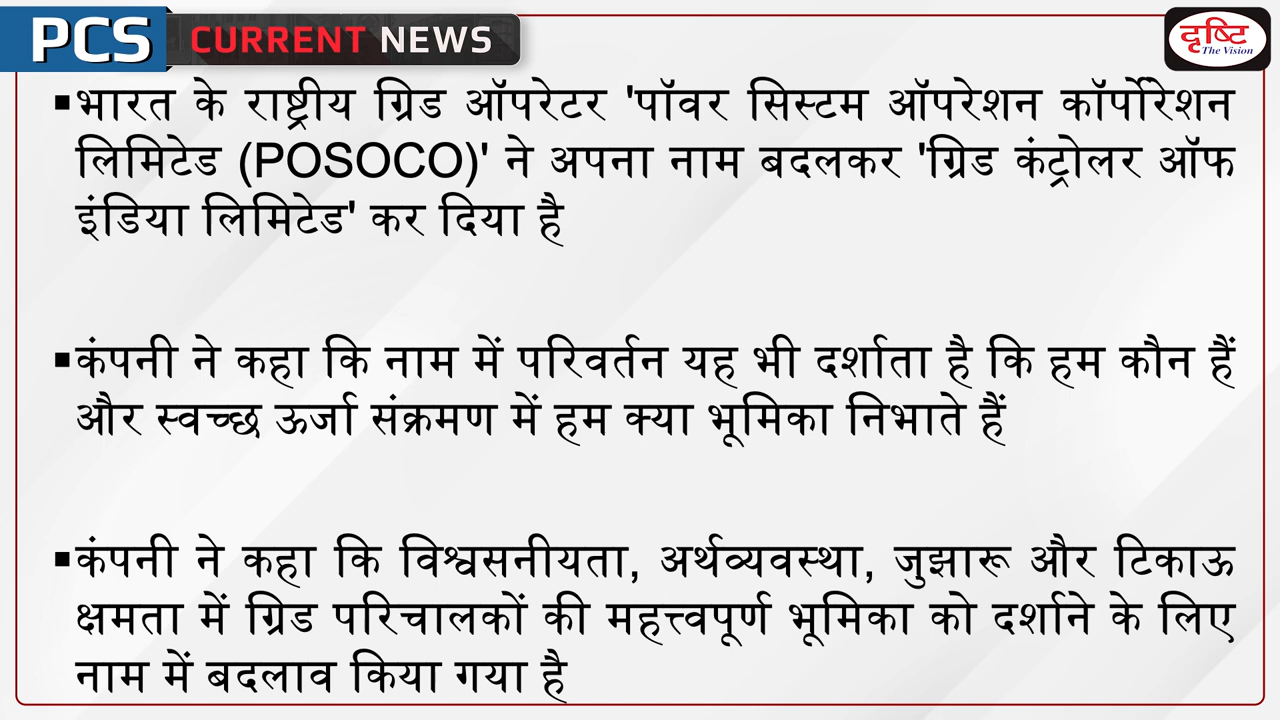 PCS CURRENT NEWS
दृष्टि
The Vision
▪भारत के राष्ट्रीय ग्रिड ऑपरेटर 'पॉवर सिस्टम ऑपरेशन कॉर्पोरेशन
लिमिटेड (POSOCO)' ने अपना नाम बदलकर 'ग्रिड कंट्रोलर ऑफ
इंडिया लिमिटेड' कर दिया है
▪कंपनी ने कहा कि नाम में परिवर्तन यह भी दर्शाता है कि हम कौन हैं
और स्वच्छ ऊर्जा संक्रमण में हम क्या भूमिका निभाते हैं
▪कंपनी ने कहा कि विश्वसनीयता, अर्थव्यवस्था, जुझारू और टिकाऊ
क्षमता में ग्रिड परिचालकों की महत्त्वपूर्ण भूमिका को दर्शाने के लिए
नाम में बदलाव किया गया है